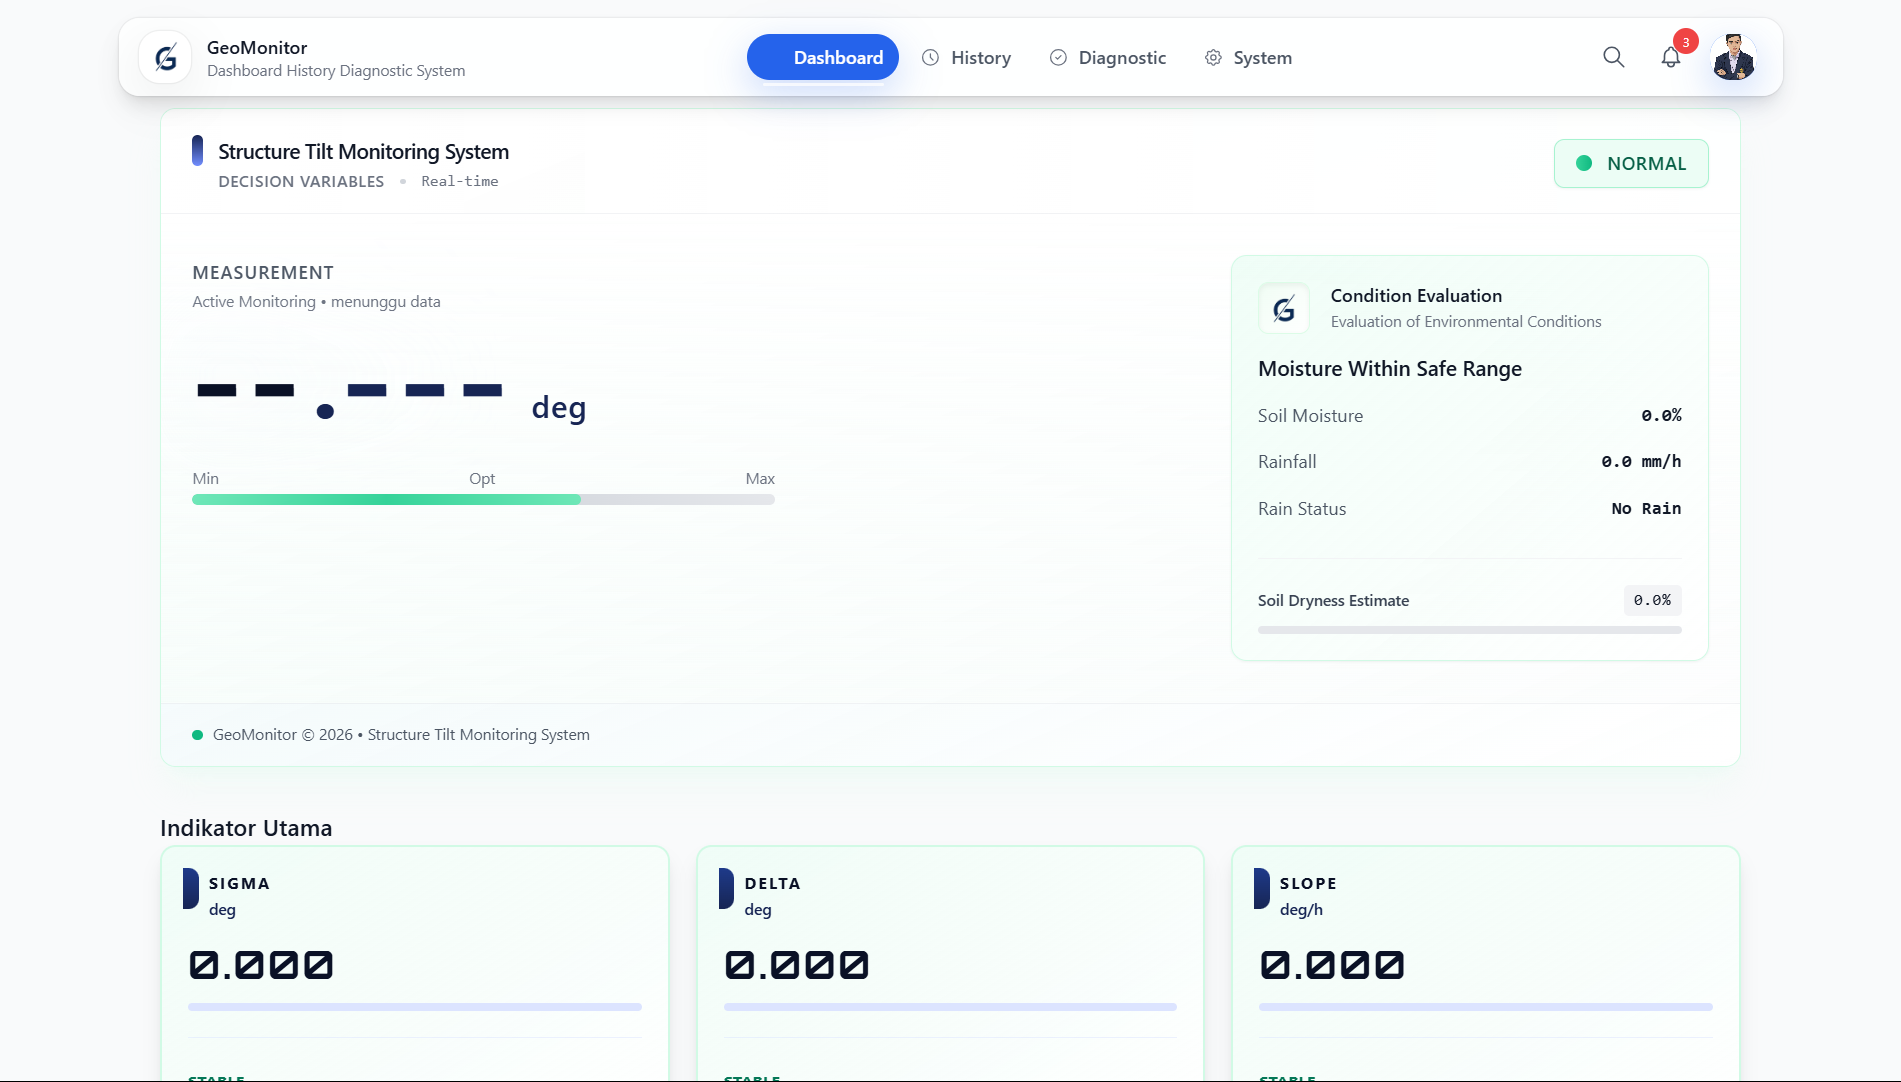 GeoMonitor
Dashboard History Diagnostic System
Dashboard
History
Diagnostic
System
3
Structure Tilt Monitoring System
DECISION VARIABLES • Real-time
NORMAL
MEASUREMENT
Active Monitoring • menunggu data
--.--- deg
Min Opt Max
Condition Evaluation
Evaluation of Environmental Conditions
Moisture Within Safe Range
Soil Moisture 0.0%
Rainfall 0.0 mm/h
Rain Status No Rain
Soil Dryness Estimate 0.0%
GeoMonitor © 2026 • Structure Tilt Monitoring System
Indikator Utama
SIGMA
deg
0.000
STABLE
DELTA
deg
0.000
STABLE
SLOPE
deg/h
0.000
STABLE